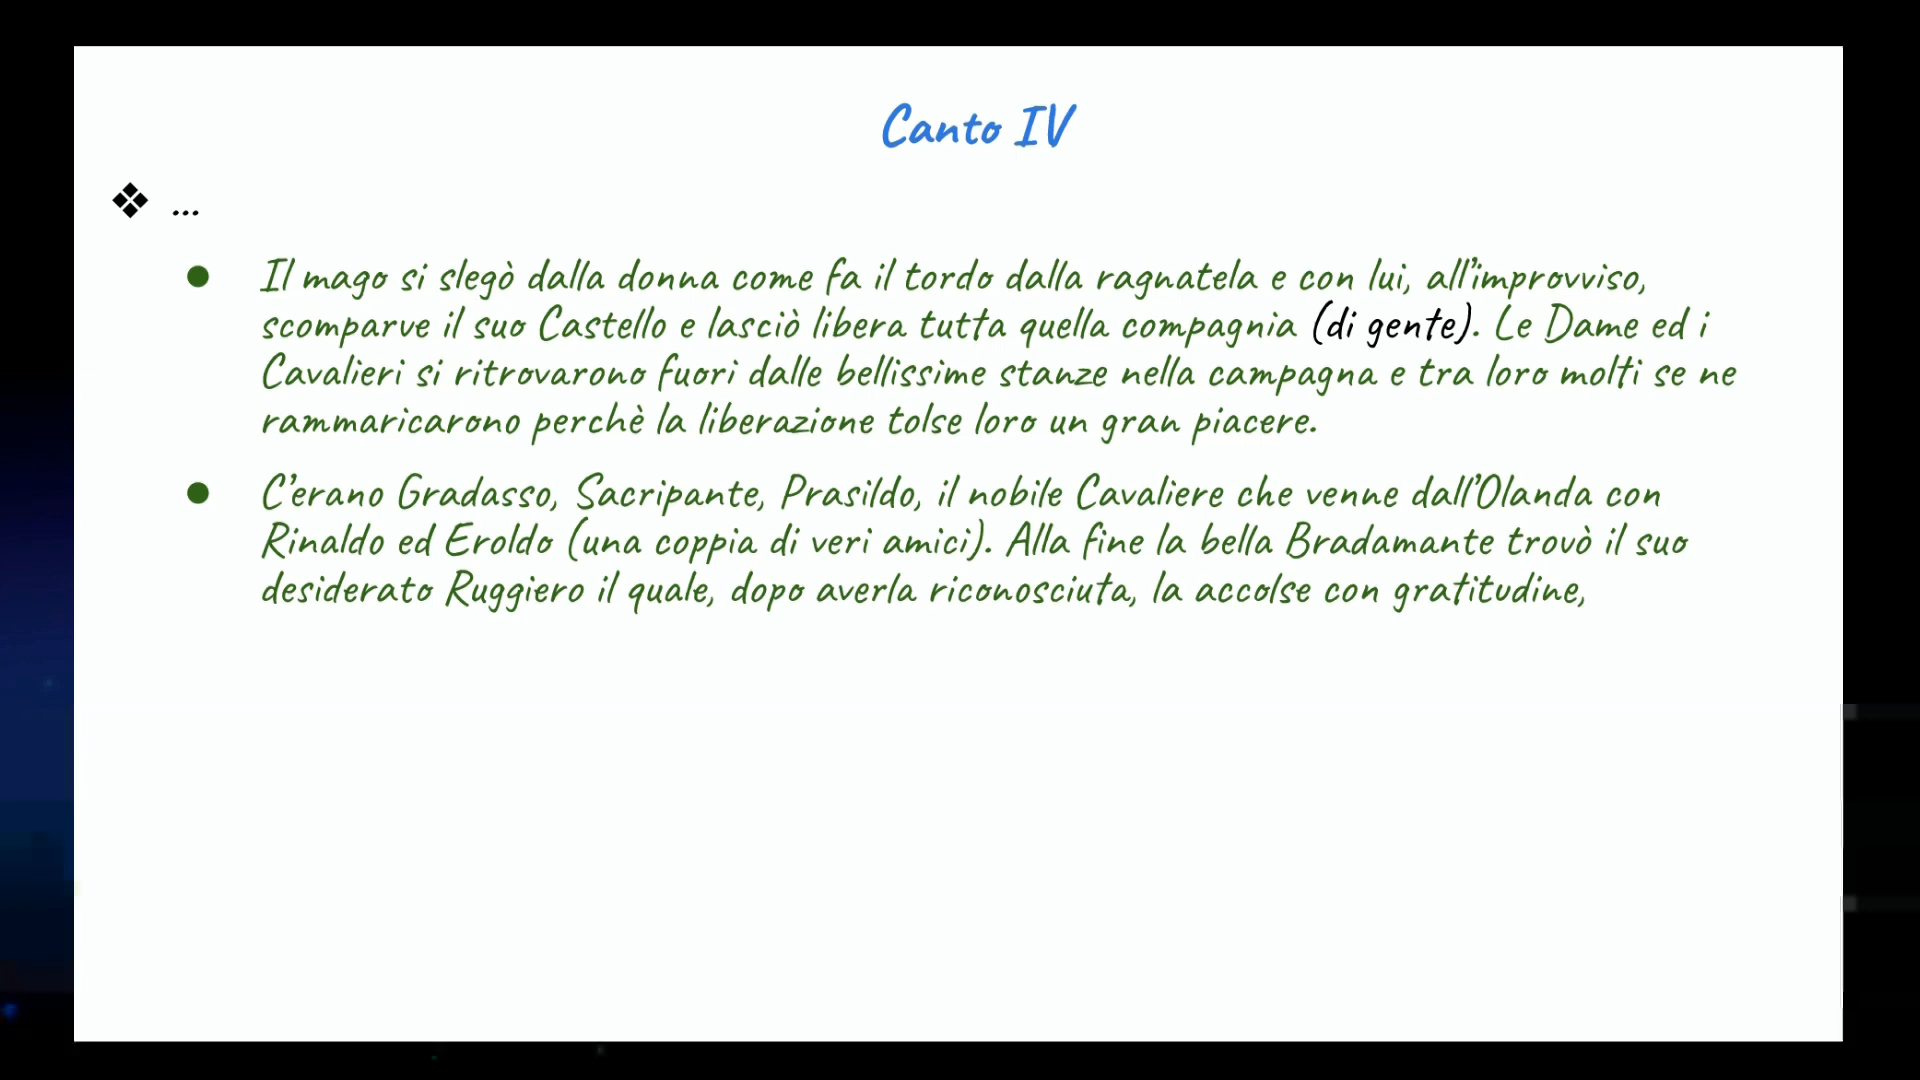 Canto IV
❖ ...
● Il mago si slegò dalla donna come fa il tordo dalla ragnatela e con lui, all'improvviso,
scomparve il suo Castello e lasciò libera tutta quella compagnia (di gente). Le Dame ed i
Cavalieri si ritrovarono fuori dalle bellissime stanze nella campagna e tra loro molti se ne
rammaricarono perchè la liberazione tolse loro un gran piacere.
● C'erano Gradasso, Sacripante, Prasildo, il nobile Cavaliere che venne dall'Olanda con
Rinaldo ed Eroldo (una coppia di veri amici). Alla fine la bella Bradamante trovò il suo
desiderato Ruggiero il quale, dopo averla riconosciuta, la accolse con gratitudine,